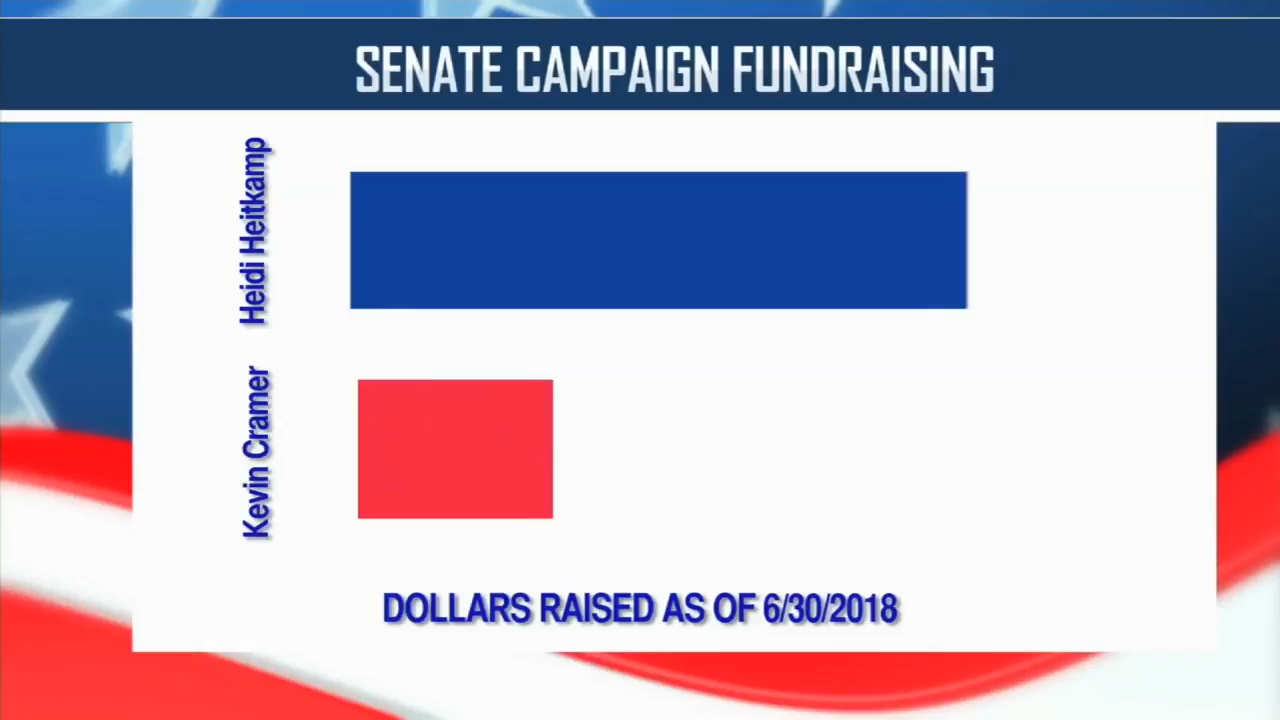 SENATE CAMPAIGN FUNDRAISING
Heidi Heitkamp
Kevin Cramer
DOLLARS RAISED AS OF 6/30/2018